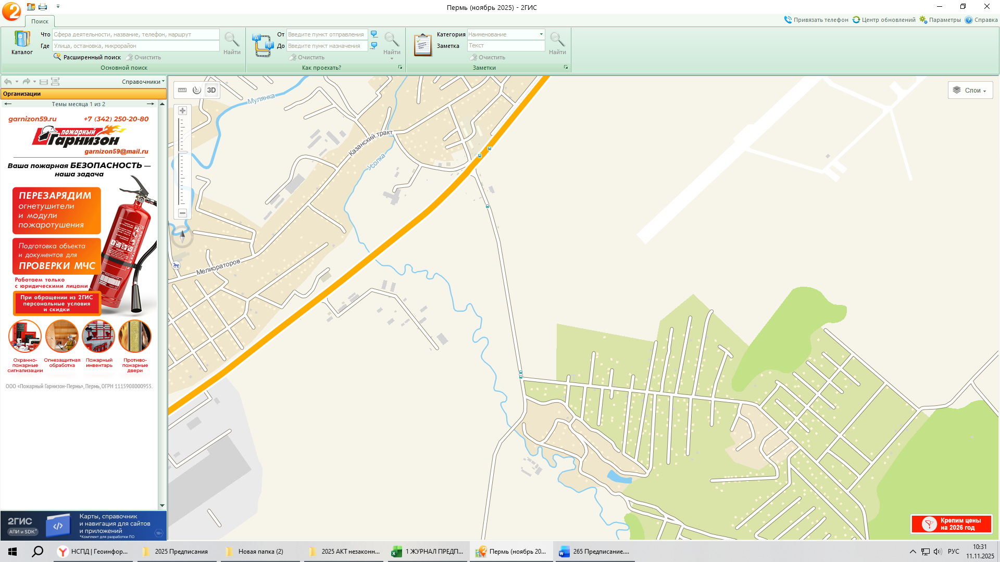 Пермь (ноябрь 2025) - 2ГИС
Поиск
Привязать телефон
Центр обновлений
Параметры
Справка
Каталог
Что
Сфера деятельности, название, телефон, маршрут
Где
Улица, остановка, микрорайон
Расширенный поиск
Очистить
Найти
Основной поиск
От
Введите пункт отправления
До
Введите пункт назначения
Очистить
Найти
Как проехать?
Категория
Наименование
Заметка
Текст
Очистить
Найти
Заметки
Справочники
Организации
Темы месяца 1 из 2
garnizon59.ru
+7 (342) 250-20-80
пожарный
Гарнизон
garnizon59@mail.ru
Ваша пожарная БЕЗОПАСНОСТЬ —
наша задача
ПЕРЕЗАРЯДИМ
огнетушители
и модули
пожаротушения
Подготовка объекта
и документов для
ПРОВЕРКИ МЧС
Работаем только
с юридическими лицами
При обращении из 2ГИС
персональные условия
и скидки
Охранно-
пожарные
сигнализации
Огнезащитная
обработка
Пожарный
инвентарь
Противо-
пожарные
двери
ООО «Пожарный Гарнизон-Пермь», Пермь, ОГРН 1115908000955.
2ГИС
АПИ и SDK*
Карты, справочник
и навигация для сайтов
и приложений
*Комплект для разработки ПО
18+
3D
Слои
Мулянка
Казанский тракт
Усолка
Мелиораторов
Крепим цены
на 2026 год
НСПД | Геоинфор...
2025 Предписания
Новая папка (2)
2025 АКТ незаконн...
1 ЖУРНАЛ ПРЕДП...
Пермь (ноябрь 20...
265 Предписание....
РУС
10:31
11.11.2025